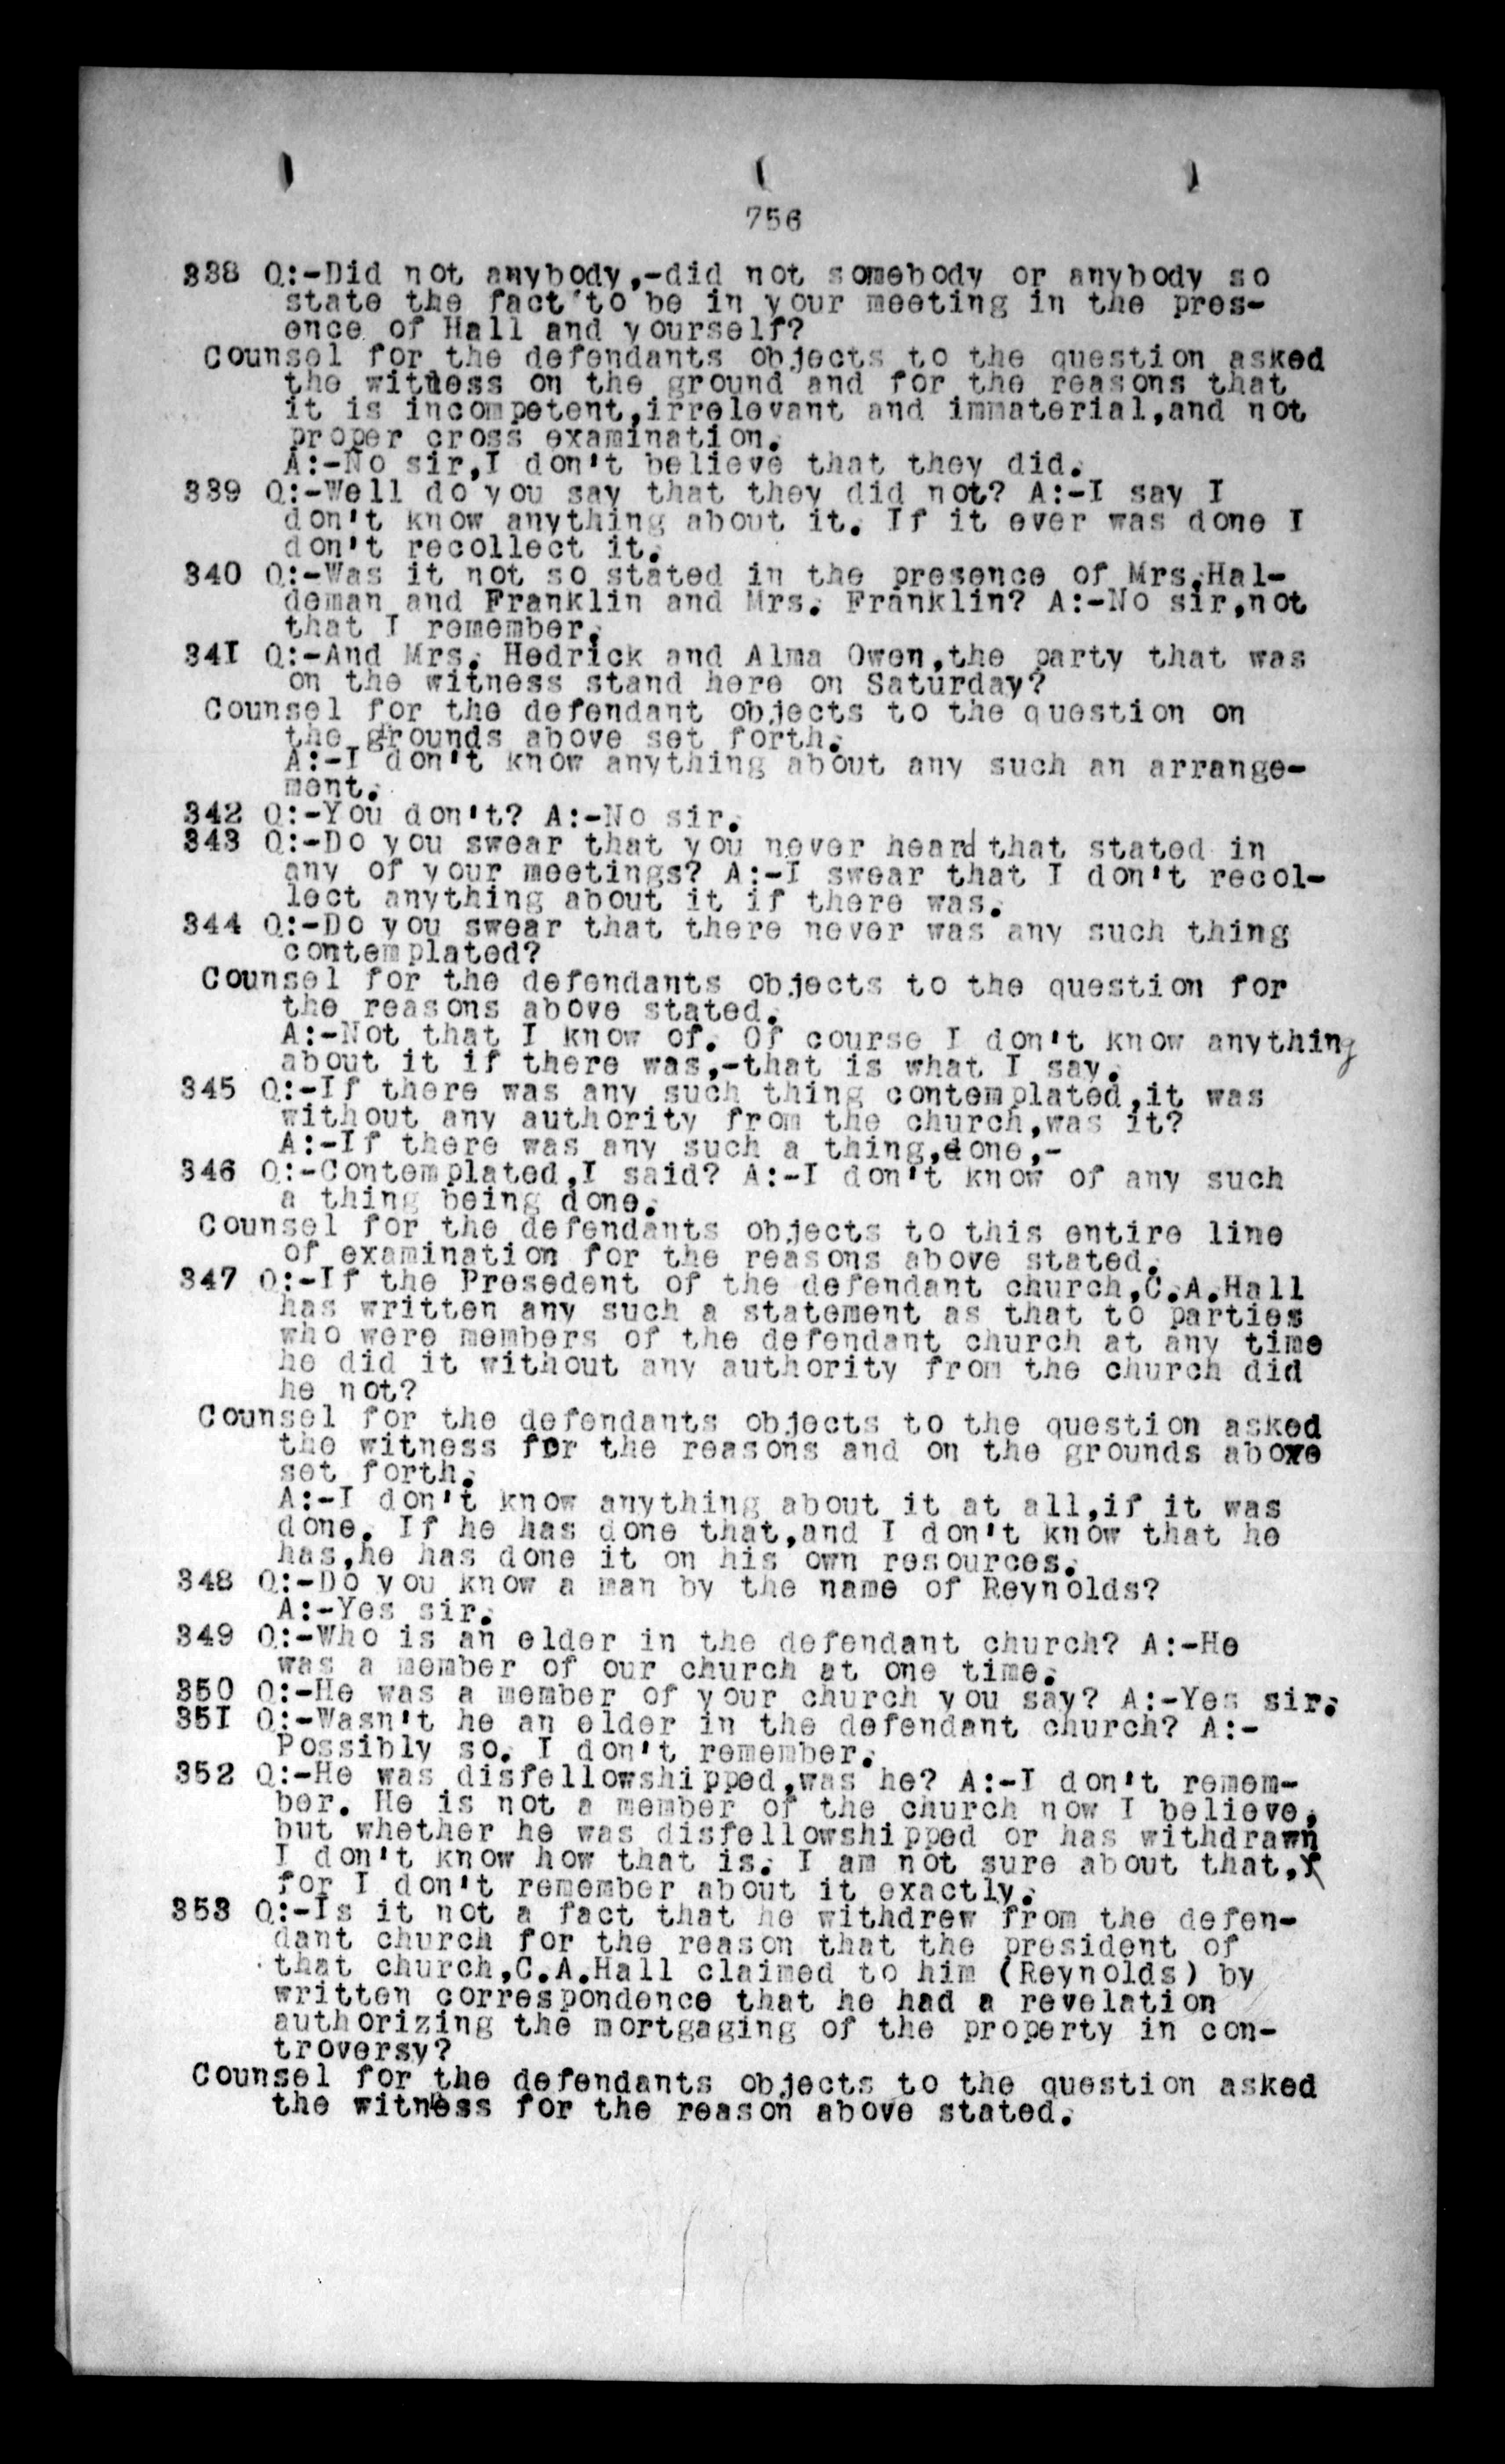 756
338 Q:-Did not anybody,-did not somebody or anybody so
state the fact to be in your meeting in the pres-
ence of Hall and yourself?
Counsel for the defendants objects to the question asked
the witness on the ground and for the reasons that
it is incompetent,irrelevant and immaterial,and not
proper cross examination.
A:-No sir,I don't believe that they did.
339 Q:-Well do you say that they did not? A:-I say I
don't know anything about it. If it ever was done I
don't recollect it.
340 Q:-Was it not so stated in the presence of Mrs.Hal-
deman and Franklin and Mrs. Franklin? A:-No sir,not
that I remember.
341 Q:-And Mrs. Hedrick and Alma Owen,the party that was
on the witness stand here on Saturday?
Counsel for the defendant objects to the question on
the grounds above set forth.
A:-I don't know anything about any such an arrange-
ment.
342 Q:-You don't? A:-No sir.
343 Q:-Do you swear that you never heard that stated in
any of your meetings? A:-I swear that I don't recol-
lect anything about it if there was.
344 Q:-Do you swear that there never was any such thing
contemplated?
Counsel for the defendants objects to the question for
the reasons above stated.
A:-Not that I know of. Of course I don't know anything
about it if there was,-that is what I say.
345 Q:-If there was any such thing contemplated,it was
without any authority from the church,was it?
A:-If there was any such a thing,done,-
346 Q:-Contemplated,I said? A:-I don't know of any such
a thing being done.
Counsel for the defendants objects to this entire line
of examination for the reasons above stated.
347 Q:-If the Presedent of the defendant church,C.A.Hall
has written any such a statement as that to parties
who were members of the defendant church at any time
he did it without any authority from the church did
he not?
Counsel for the defendants objects to the question asked
the witness for the reasons and on the grounds above
set forth.
A:-I don't know anything about it at all,if it was
done. If he has done that,and I don't know that he
has,he has done it on his own resources.
348 Q:-Do you know a man by the name of Reynolds?
A:-Yes sir.
349 Q:-Who is an elder in the defendant church? A:-He
was a member of our church at one time.
350 Q:-He was a member of your church you say? A:-Yes sir.
351 Q:-Wasn't he an elder in the defendant church? A:-
Possibly so. I don't remember.
352 Q:-He was disfellowshipped,was he? A:-I don't remem-
ber. He is not a member of the church now I believe,
but whether he was disfellowshipped or has withdrawn
I don't know how that is. I am not sure about that,
for I don't remember about it exactly.
353 Q:-Is it not a fact that he withdrew from the defen-
dant church for the reason that the president of
that church,C.A.Hall claimed to him (Reynolds) by
written correspondence that he had a revelation
authorizing the mortgaging of the property in con-
troversy?
Counsel for the defendants objects to the question asked
the witness for the reason above stated.